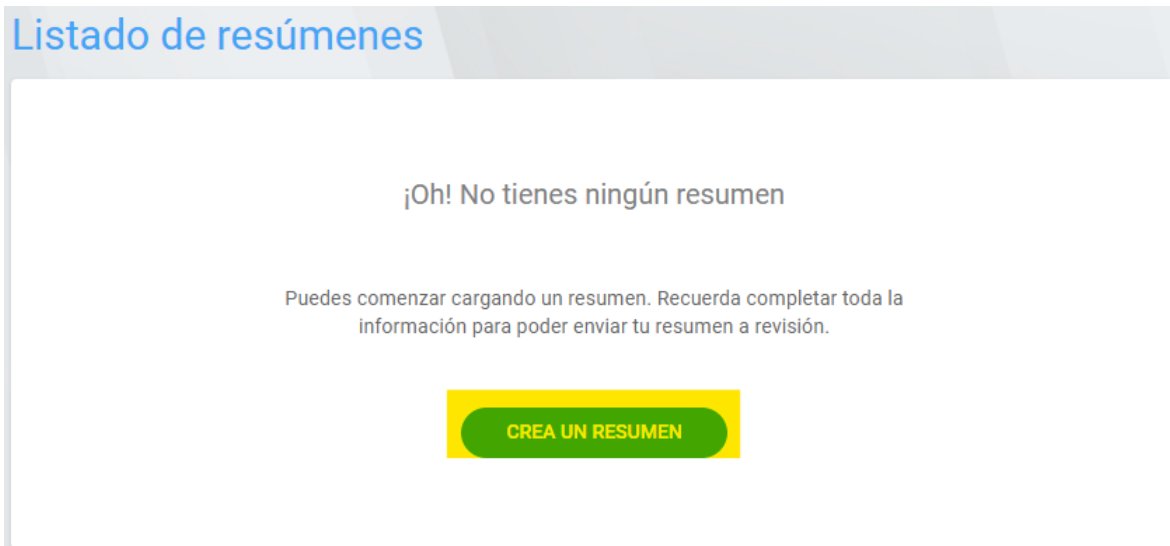 Listado de resúmenes
¡Oh! No tienes ningún resumen
Puedes comenzar cargando un resumen. Recuerda completar toda la
información para poder enviar tu resumen a revisión.
CREA UN RESUMEN